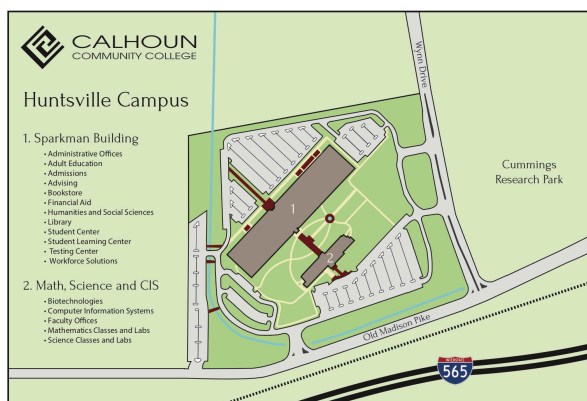 CALHOUN
COMMUNITY COLLEGE
Huntsville Campus
1. Sparkman Building
• Administrative Offices
• Adult Education
• Admissions
• Advising
• Bookstore
• Financial Aid
• Humanities and Social Sciences
• Library
• Student Center
• Student Learning Center
• Testing Center
• Workforce Solutions
2. Math, Science and CIS
• Biotechnologies
• Computer Information Systems
• Faculty Offices
• Mathematics Classes and Labs
• Science Classes and Labs
Wynn Drive
Cummings
Research Park
1
2
Old Madison Pike
INTERSTATE
565